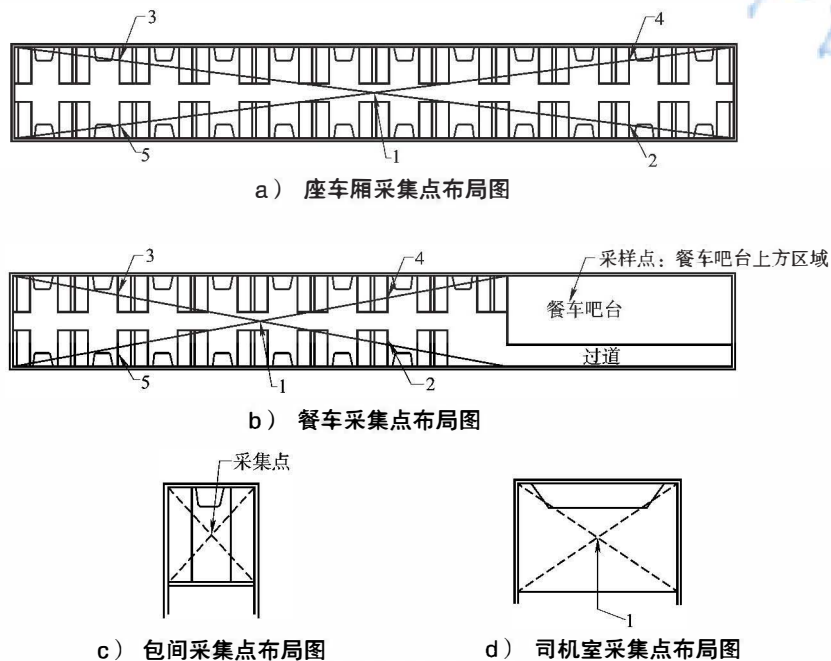 3
4
5
1
2
a） 座车厢采集点布局图
3
4
采样点：餐车吧台上方区域
餐车吧台
过道
5
1
2
b） 餐车采集点布局图
采集点
1
c） 包间采集点布局图
d） 司机室采集点布局图